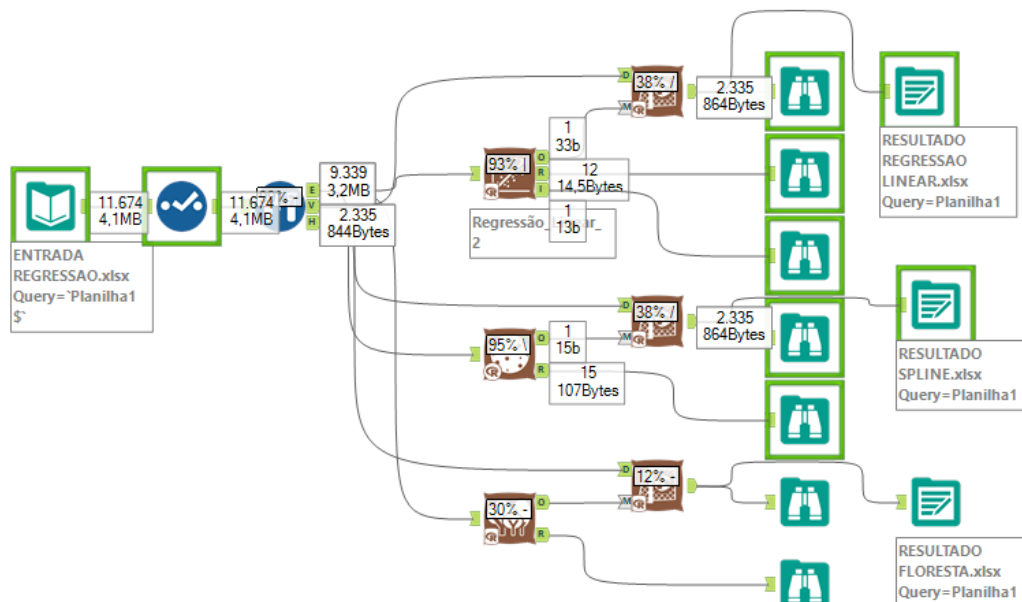 38% /
D
M
2.335
864Bytes
RESULTADO
REGRESSAO
LINEAR.xlsx
Query=Planilha1
1
33b
93% |
O
R
I
12
14,5Bytes
1
13b
Regressão_
2
11.674
4,1MB
11.674
4,1MB
E
V
H
9.339
3,2MB
2.335
844Bytes
ENTRADA
REGRESSAO.xlsx
Query=`Planilha1
$`
38% /
D
M
2.335
864Bytes
RESULTADO
SPLINE.xlsx
Query=Planilha1
95% \
O
R
1
15b
15
107Bytes
12% -
D
M
30% -
O
R
RESULTADO
FLORESTA.xlsx
Query=Planilha1